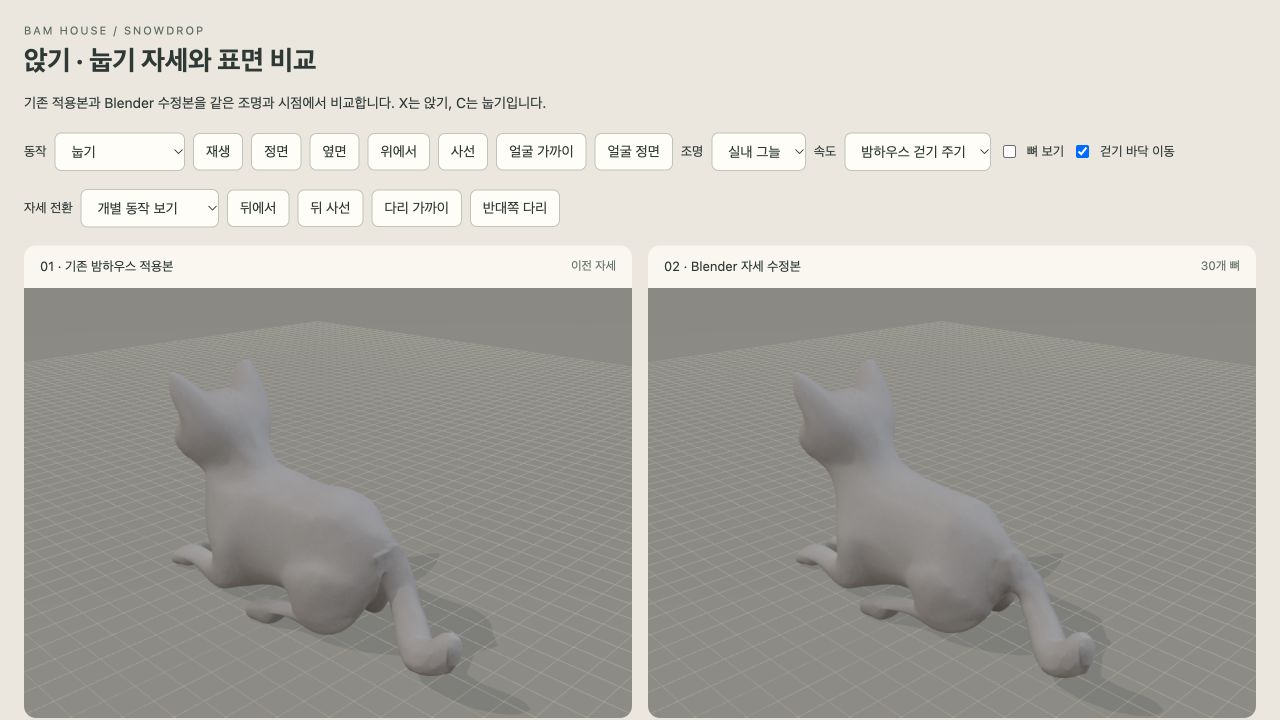 BAM HOUSE / SNOWDROP
앉기 · 눕기 자세와 표면 비교
기존 적용본과 Blender 수정본을 같은 조명과 시점에서 비교합니다. X는 앉기, C는 눕기입니다.
동작 눕기 재생 정면 옆면 위에서 사선 얼굴 가까이 얼굴 정면 조명 실내 그늘 속도 밤하우스 걷기 주기 뼈 보기 걷기 바닥 이동
자세 전환 개별 동작 보기 뒤에서 뒤 사선 다리 가까이 반대쪽 다리
01 · 기존 밤하우스 적용본 이전 자세
02 · Blender 자세 수정본 30개 뼈